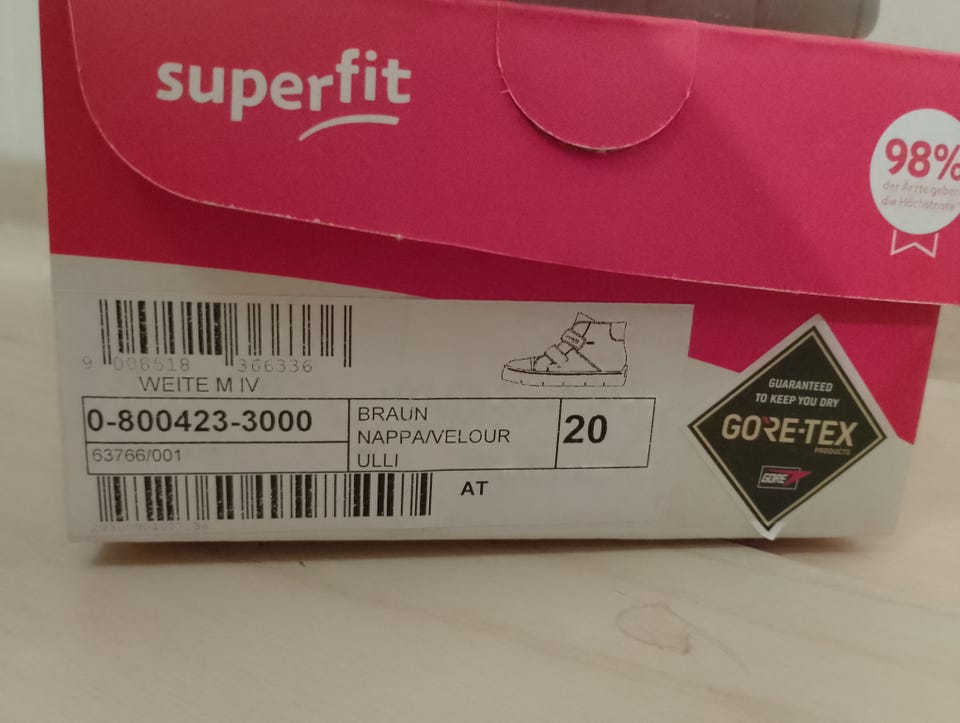 superfit
98%
der Ärzte geben
die Höchstnote*
9 008518 366336
WEITE M IV
0-800423-3000
63766/001
BRAUN
NAPPA/VELOUR
ULLI
20
AT
GUARANTEED
TO KEEP YOU DRY
GORE-TEX
PRODUCTS
GORE